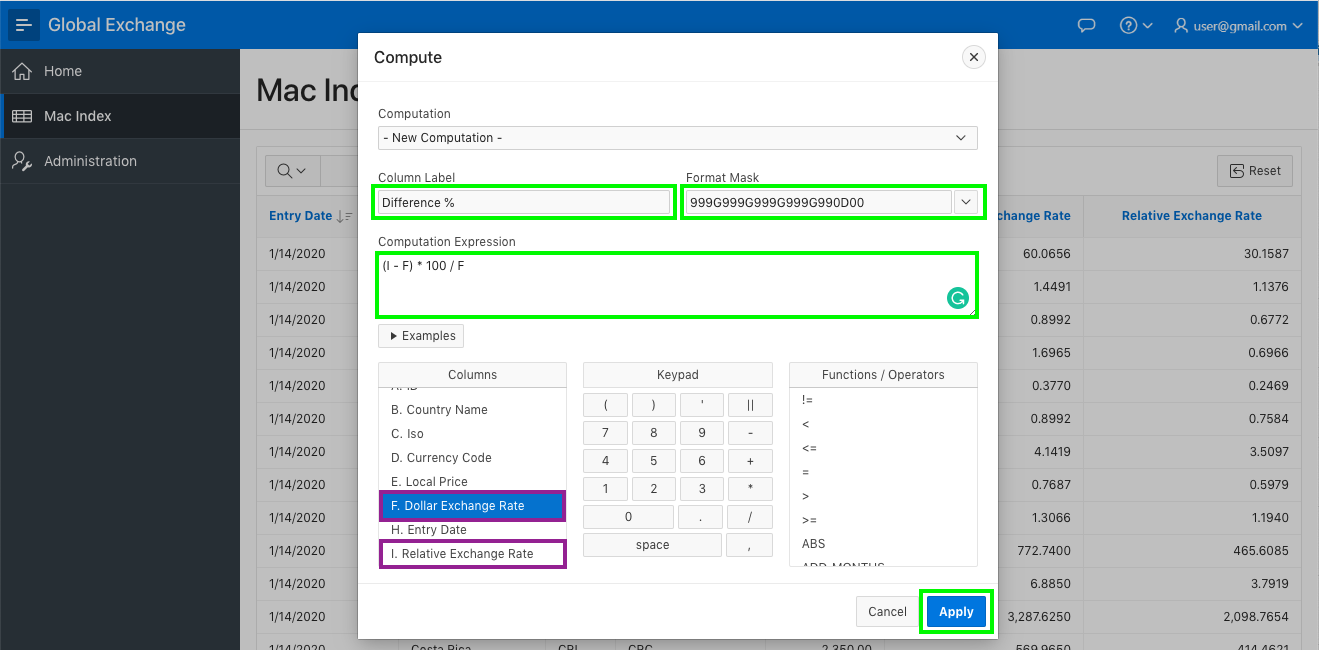 Global Exchange
user@gmail.com
Home
Mac Index
Administration
Mac Inc
Reset
Entry Date
change Rate
Relative Exchange Rate
1/14/2020
60.0656
30.1587
1/14/2020
1.4491
1.1376
1/14/2020
0.8992
0.6772
1/14/2020
1.6965
0.6966
1/14/2020
0.3770
0.2469
1/14/2020
0.8992
0.7584
1/14/2020
4.1419
3.5097
1/14/2020
0.7687
0.5979
1/14/2020
1.3066
1.1940
1/14/2020
772.7400
465.6085
1/14/2020
6.8850
3.7919
1/14/2020
3,287.6250
2,098.7654
1/14/2020
Costa Rica
CRI
CRC
2,350.00
569.9650
414.4621
Compute
Computation
- New Computation -
Column Label
Format Mask
Difference %
999G999G999G999G990D00
Computation Expression
(I - F) * 100 / F
Examples
Columns
A. ID
B. Country Name
C. Iso
D. Currency Code
E. Local Price
F. Dollar Exchange Rate
H. Entry Date
I. Relative Exchange Rate
Keypad
( ) ' ||
7 8 9 -
4 5 6 +
1 2 3 *
0 . /
space ,
Functions / Operators
!=
<
<=
=
>
>=
ABS
ADD_MONTHS
Cancel
Apply